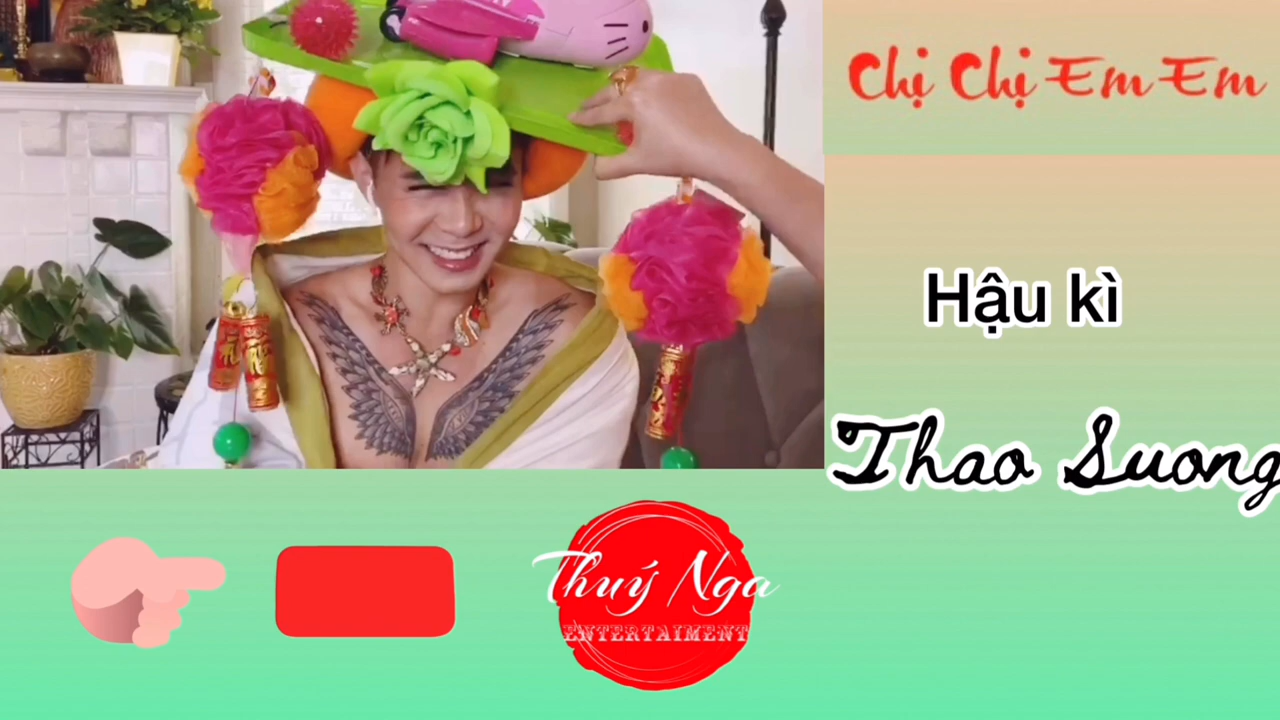 Chị Chị Em Em
Hậu kì
Thao Suong
Thuý Nga
ENTERTAIMENT